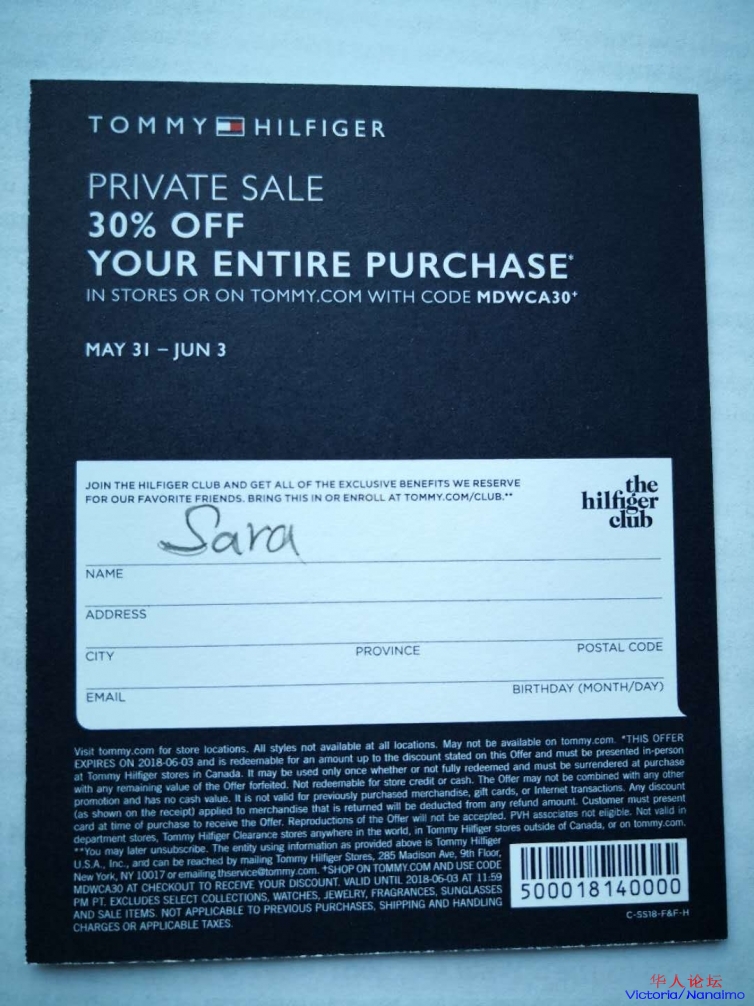 TOMMY HILFIGER
PRIVATE SALE
30% OFF
YOUR ENTIRE PURCHASE*
IN STORES OR ON TOMMY.COM WITH CODE MDWCA30+
MAY 31 – JUN 3
JOIN THE HILFIGER CLUB AND GET ALL OF THE EXCLUSIVE BENEFITS WE RESERVE
FOR OUR FAVORITE FRIENDS. BRING THIS IN OR ENROLL AT TOMMY.COM/CLUB.**
the
hilfiger
club
Sara
NAME
ADDRESS
CITY PROVINCE POSTAL CODE
EMAIL BIRTHDAY (MONTH/DAY)
Visit tommy.com for store locations. All styles not available at all locations. May not be available on tommy.com. *THIS OFFER
EXPIRES ON 2018-06-03 and is redeemable for an amount up to the discount stated on this Offer and must be presented in-person
at Tommy Hilfiger stores in Canada. It may be used only once whether or not fully redeemed and must be surrendered at purchase
with any remaining value of the Offer forfeited. Not redeemable for store credit or cash. The Offer may not be combined with any other
promotion and has no cash value. It is not valid for previously purchased merchandise, gift cards, or Internet transactions. Any discount
(as shown on the receipt) applied to merchandise that is returned will be deducted from any refund amount. Customer must present
card at time of purchase to receive the Offer. Reproductions of the Offer will not be accepted. PVH associates not eligible. Not valid in
department stores, Tommy Hilfiger Clearance stores anywhere in the world, in Tommy Hilfiger stores outside of Canada, or on tommy.com.
**You may later unsubscribe. The entity using information as provided above is Tommy Hilfiger
U.S.A., Inc., and can be reached by mailing Tommy Hilfiger Stores, 285 Madison Ave, 9th Floor,
New York, NY 10017 or emailing thservice@tommy.com. +SHOP ON TOMMY.COM AND USE CODE
MDWCA30 AT CHECKOUT TO RECEIVE YOUR DISCOUNT. VALID UNTIL 2018-06-03 AT 11:59
PM PT. EXCLUDES SELECT COLLECTIONS, WATCHES, JEWELRY, FRAGRANCES, SUNGLASSES
AND SALE ITEMS. NOT APPLICABLE TO PREVIOUS PURCHASES, SHIPPING AND HANDLING
CHARGES OR APPLICABLE TAXES.
500018140000
C-SS18-F&F-H
华人论坛
Victoria/Nanaimo